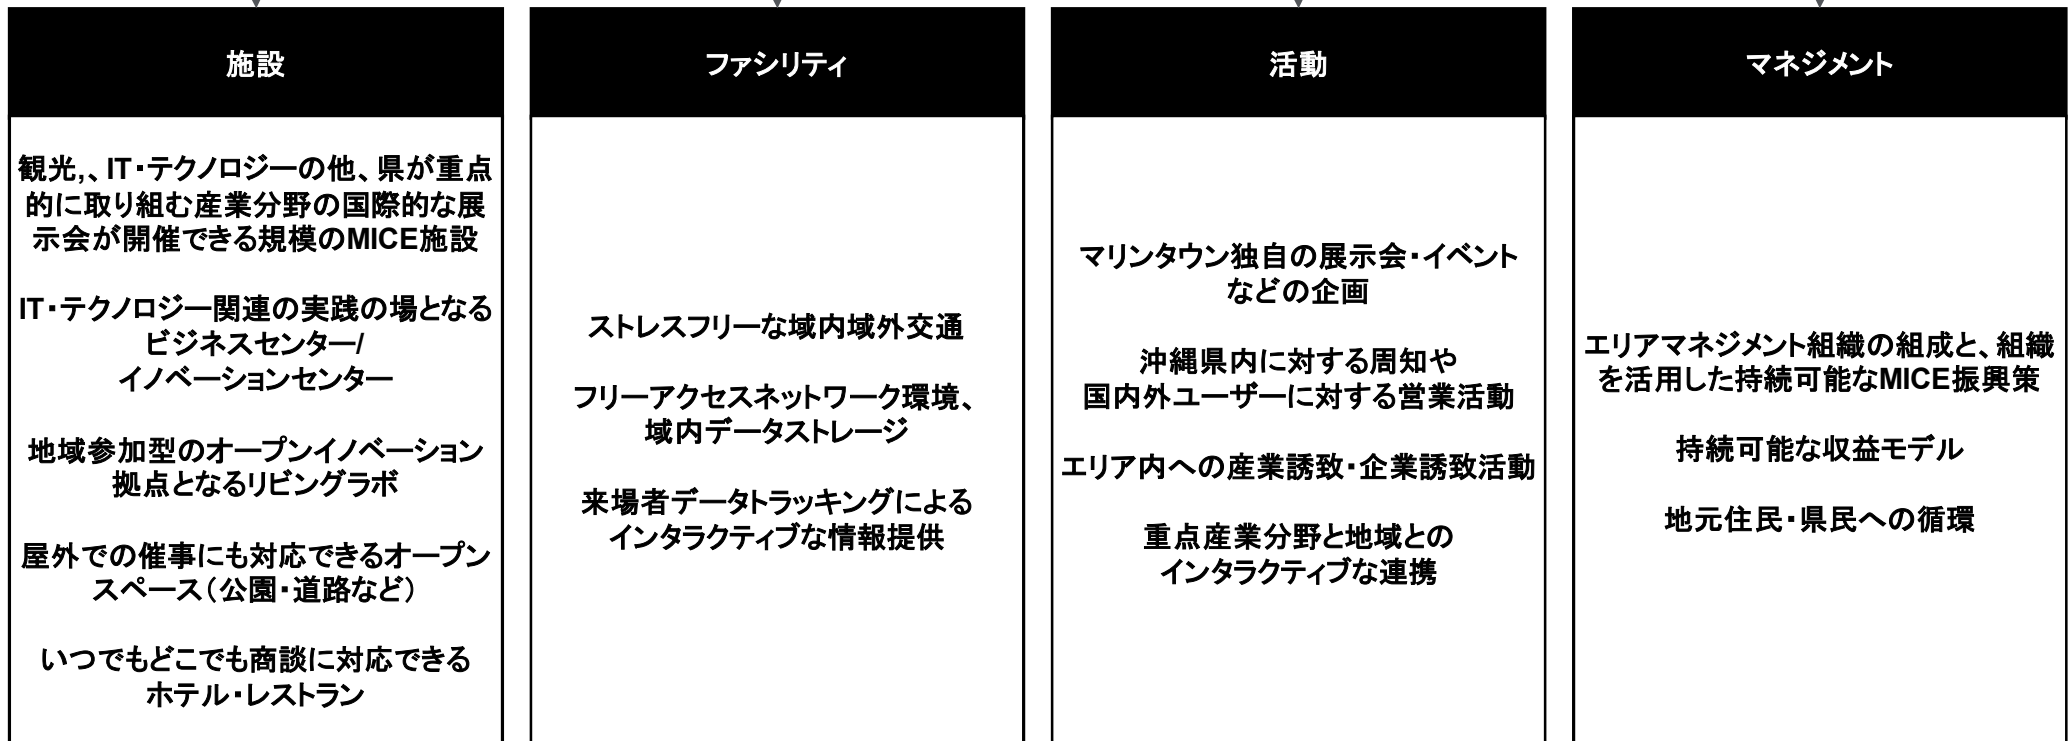 施設
観光,、IT・テクノロジーの他、県が重点
的に取り組む産業分野の国際的な展
示会が開催できる規模のMICE施設
IT・テクノロジー関連の実践の場となる
ビジネスセンター/
イノベーションセンター
地域参加型のオープンイノベーション
拠点となるリビングラボ
屋外での催事にも対応できるオープン
スペース（公園・道路など）
いつでもどこでも商談に対応できる
ホテル・レストラン
ファシリティ
ストレスフリーな域内域外交通
フリーアクセスネットワーク環境、
域内データストレージ
来場者データトラッキングによる
インタラクティブな情報提供
活動
マリンタウン独自の展示会・イベント
などの企画
沖縄県内に対する周知や
国内外ユーザーに対する営業活動
エリア内への産業誘致・企業誘致活動
重点産業分野と地域との
インタラクティブな連携
マネジメント
エリアマネジメント組織の組成と、組織
を活用した持続可能なMICE振興策
持続可能な収益モデル
地元住民・県民への循環